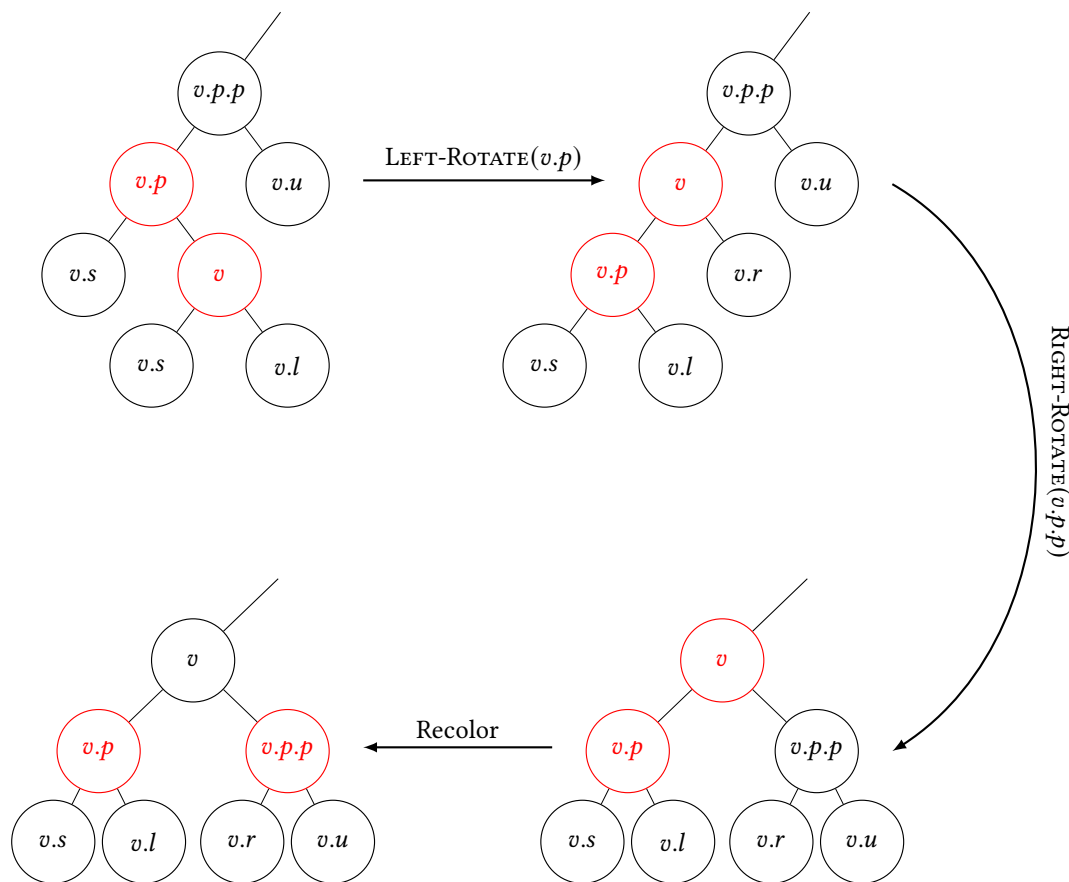 v.p.p
v.p.p
LEFT-ROTATE(v.p)
v.p
v.u
v
v.u
v.s
v
v.p
v.r
v.s
v.l
v.s
v.l
RIGHT-ROTATE(v.p.p)
v
v
Recolor
v.p
v.p.p
v.p
v.p.p
v.s
v.l
v.r
v.u
v.s
v.l
v.r
v.u